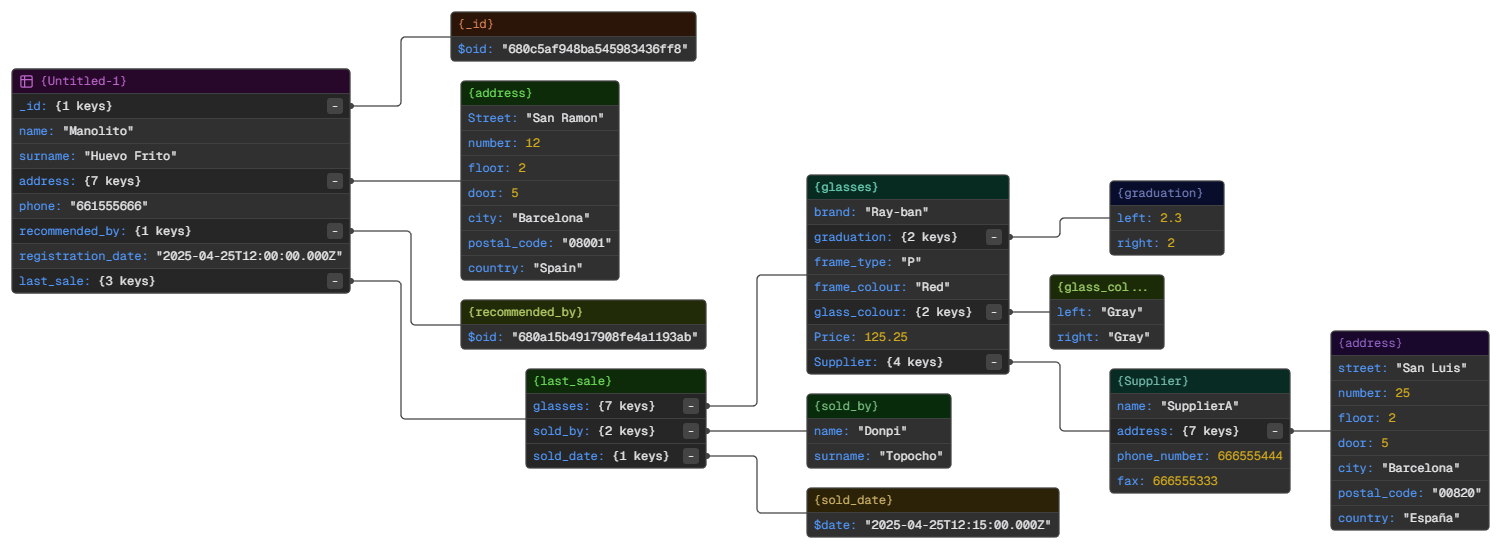 {Untitled-1}
_id: {1 keys} -
name: "Manolito"
surname: "Huevo Frito"
address: {7 keys} -
phone: "661555666"
recommended_by: {1 keys} -
registration_date: "2025-04-25T12:00:00.000Z"
last_sale: {3 keys} -
{_id}
$oid: "680c5af948ba545983436ff8"
{address}
Street: "San Ramon"
number: 12
floor: 2
door: 5
city: "Barcelona"
postal_code: "08001"
country: "Spain"
{recommended_by}
$oid: "680a15b4917908fe4a1193ab"
{last_sale}
glasses: {7 keys} -
sold_by: {2 keys} -
sold_date: {1 keys} -
{glasses}
brand: "Ray-ban"
graduation: {2 keys} -
frame_type: "P"
frame_colour: "Red"
glass_colour: {2 keys} -
Price: 125.25
Supplier: {4 keys} -
{sold_by}
name: "Donpi"
surname: "Topocho"
{sold_date}
$date: "2025-04-25T12:15:00.000Z"
{graduation}
left: 2.3
right: 2
{glass_col...
left: "Gray"
right: "Gray"
{Supplier}
name: "SupplierA"
address: {7 keys} -
phone_number: 666555444
fax: 666555333
{address}
street: "San Luis"
number: 25
floor: 2
door: 5
city: "Barcelona"
postal_code: "00820"
country: "España"